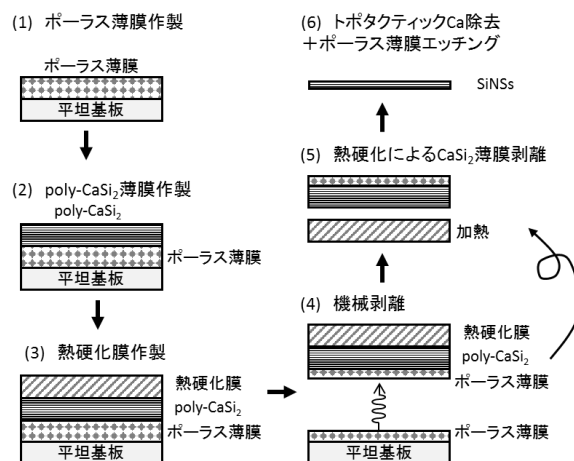 (1) ポーラス薄膜作製
ポーラス薄膜
平坦基板
(2) poly-CaSi₂薄膜作製
poly-CaSi₂
ポーラス薄膜
平坦基板
(3) 熱硬化膜作製
熱硬化膜
poly-CaSi₂
ポーラス薄膜
平坦基板
(4) 機械剥離
熱硬化膜
poly-CaSi₂
ポーラス薄膜
ポーラス薄膜
平坦基板
(5) 熱硬化によるCaSi₂薄膜剥離
加熱
(6) トポタクティックCa除去
+ポーラス薄膜エッチング
SiNSs